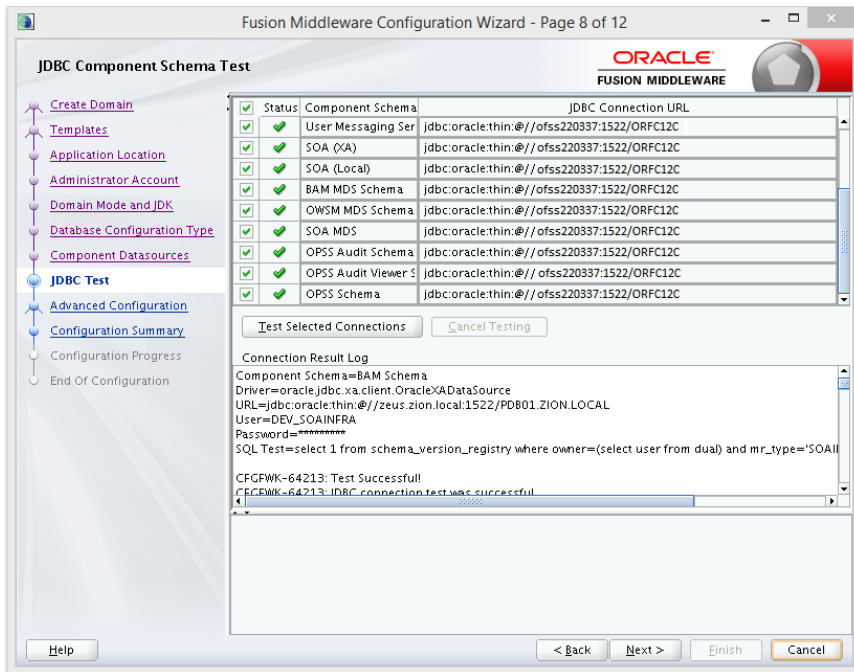 Fusion Middleware Configuration Wizard - Page 8 of 12
JDBC Component Schema Test
ORACLE
FUSION MIDDLEWARE
Create Domain
Templates
Application Location
Administrator Account
Domain Mode and JDK
Database Configuration Type
Component Datasources
JDBC Test
Advanced Configuration
Configuration Summary
Configuration Progress
End Of Configuration
Status Component Schema JDBC Connection URL
User Messaging Ser jdbc:oracle:thin:@//ofss220337:1522/ORFC12C
SOA (XA) jdbc:oracle:thin:@//ofss220337:1522/ORFC12C
SOA (Local) jdbc:oracle:thin:@//ofss220337:1522/ORFC12C
BAM MDS Schema jdbc:oracle:thin:@//ofss220337:1522/ORFC12C
OWSM MDS Schema jdbc:oracle:thin:@//ofss220337:1522/ORFC12C
SOA MDS jdbc:oracle:thin:@//ofss220337:1522/ORFC12C
OPSS Audit Schema jdbc:oracle:thin:@//ofss220337:1522/ORFC12C
OPSS Audit Viewer S jdbc:oracle:thin:@//ofss220337:1522/ORFC12C
OPSS Schema jdbc:oracle:thin:@//ofss220337:1522/ORFC12C
Test Selected Connections Cancel Testing
Connection Result Log
Component Schema=BAM Schema
Driver=oracle.jdbc.xa.client.OracleXADataSource
URL=jdbc:oracle:thin:@//zeus.zion.local:1522/PDB01.ZION.LOCAL
User=DEV_SOAINFRA
Password=*********
SQL Test=select 1 from schema_version_registry where owner=(select user from dual) and mr_type='SOAI
CFGFWK-64213: Test Successful!
CFGFWK-64213: JDBC connection test was successful
Help < Back Next > Finish Cancel